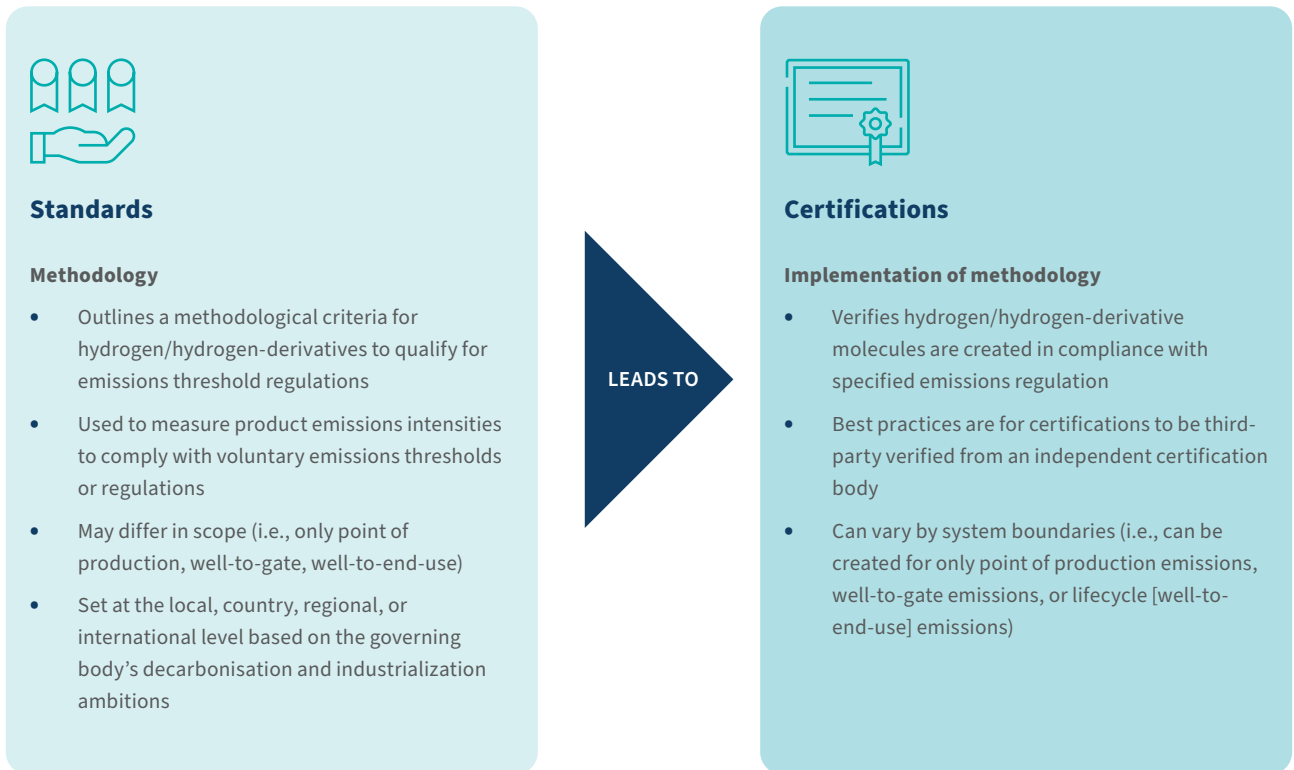 Standards
Methodology
• Outlines a methodological criteria for
hydrogen/hydrogen-derivatives to qualify for
emissions threshold regulations
• Used to measure product emissions intensities
to comply with voluntary emissions thresholds
or regulations
• May differ in scope (i.e., only point of
production, well-to-gate, well-to-end-use)
• Set at the local, country, regional, or
international level based on the governing
body’s decarbonisation and industrialization
ambitions
LEADS TO
Certifications
Implementation of methodology
• Verifies hydrogen/hydrogen-derivative
molecules are created in compliance with
specified emissions regulation
• Best practices are for certifications to be third-
party verified from an independent certification
body
• Can vary by system boundaries (i.e., can be
created for only point of production emissions,
well-to-gate emissions, or lifecycle [well-to-
end-use] emissions)